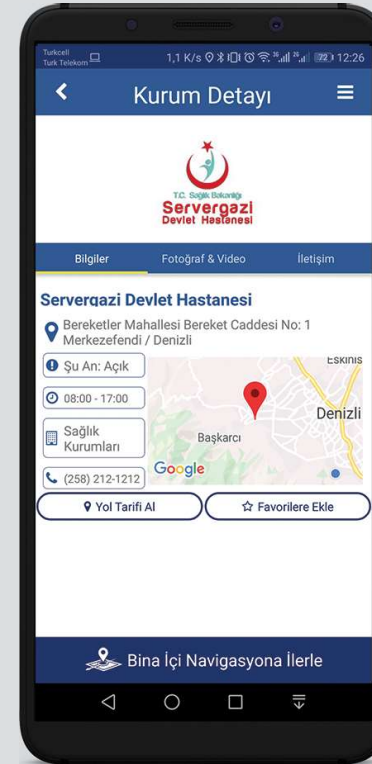 Turkcell
Turk Telekom
1,1 K/s 72 12:26
Kurum Detayı
T.C. Sağlık Bakanlığı
Servergazi
Devlet Hastanesi
Bilgiler Fotoğraf & Video İletişim
Servergazi Devlet Hastanesi
Bereketler Mahallesi Bereket Caddesi No: 1
Merkezefendi / Denizli
Şu An: Açık
08:00 - 17:00
Sağlık
Kurumları
(258) 212-1212
Eskihis
Denizli
Başkarcı
Google
Yol Tarifi Al
Favorilere Ekle
Bina İçi Navigasyona İlerle